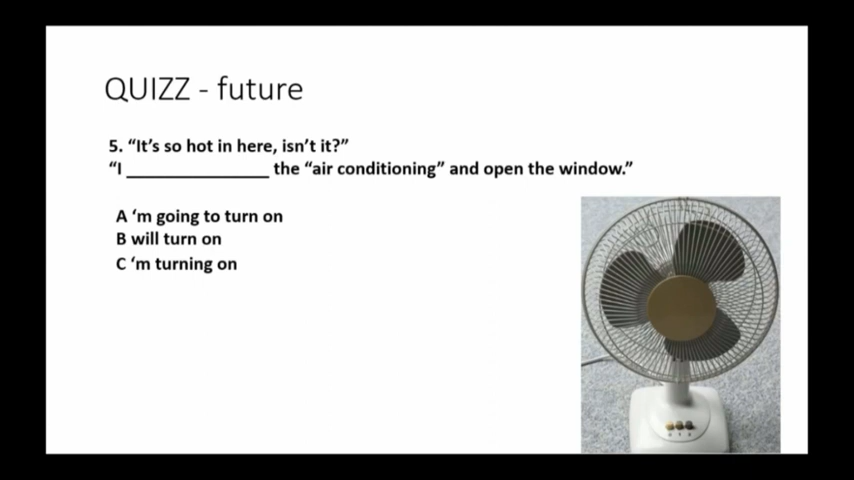 QUIZZ - future
5. “It’s so hot in here, isn’t it?”
“I ________________ the “air conditioning” and open the window.”
A ‘m going to turn on
B will turn on
C ‘m turning on